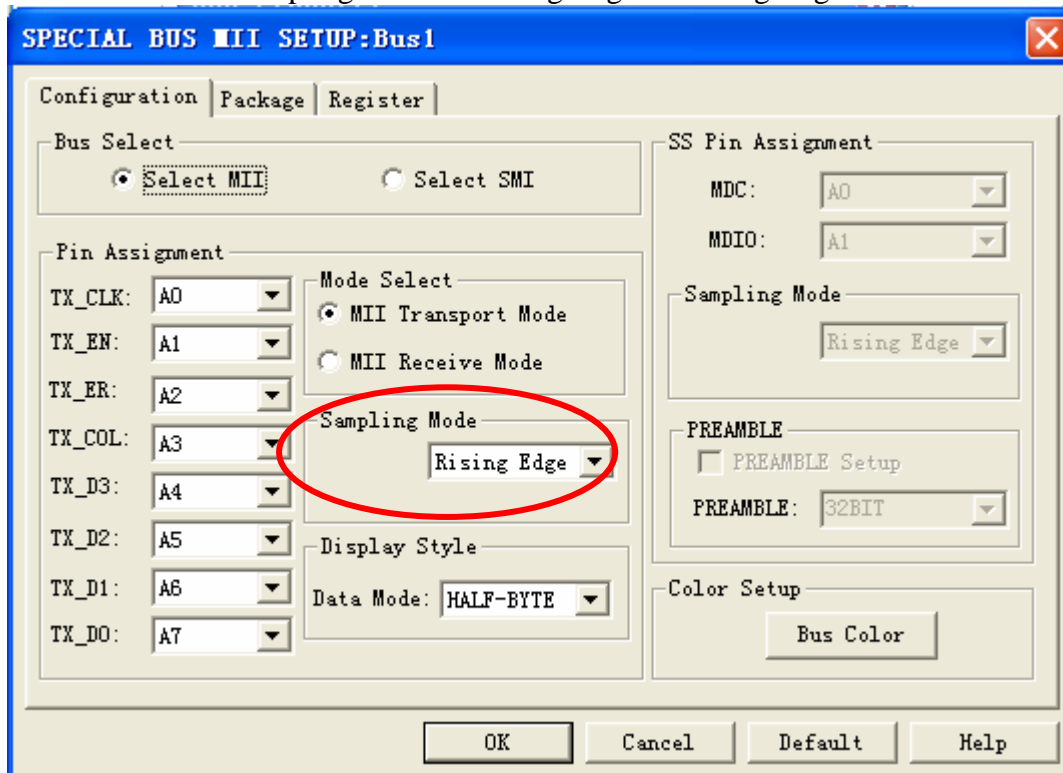 SPECIAL BUS MII SETUP:Bus1
Configuration
Package
Register
Bus Select
Select MII
Select SMI
Pin Assignment
TX_CLK: A0
TX_EN: A1
TX_ER: A2
TX_COL: A3
TX_D3: A4
TX_D2: A5
TX_D1: A6
TX_D0: A7
Mode Select
MII Transport Mode
MII Receive Mode
Sampling Mode
Rising Edge
Display Style
Data Mode: HALF-BYTE
SS Pin Assignment
MDC: A0
MDIO: A1
Sampling Mode
Rising Edge
PREAMBLE
PREAMBLE Setup
PREAMBLE: 32BIT
Color Setup
Bus Color
OK
Cancel
Default
Help